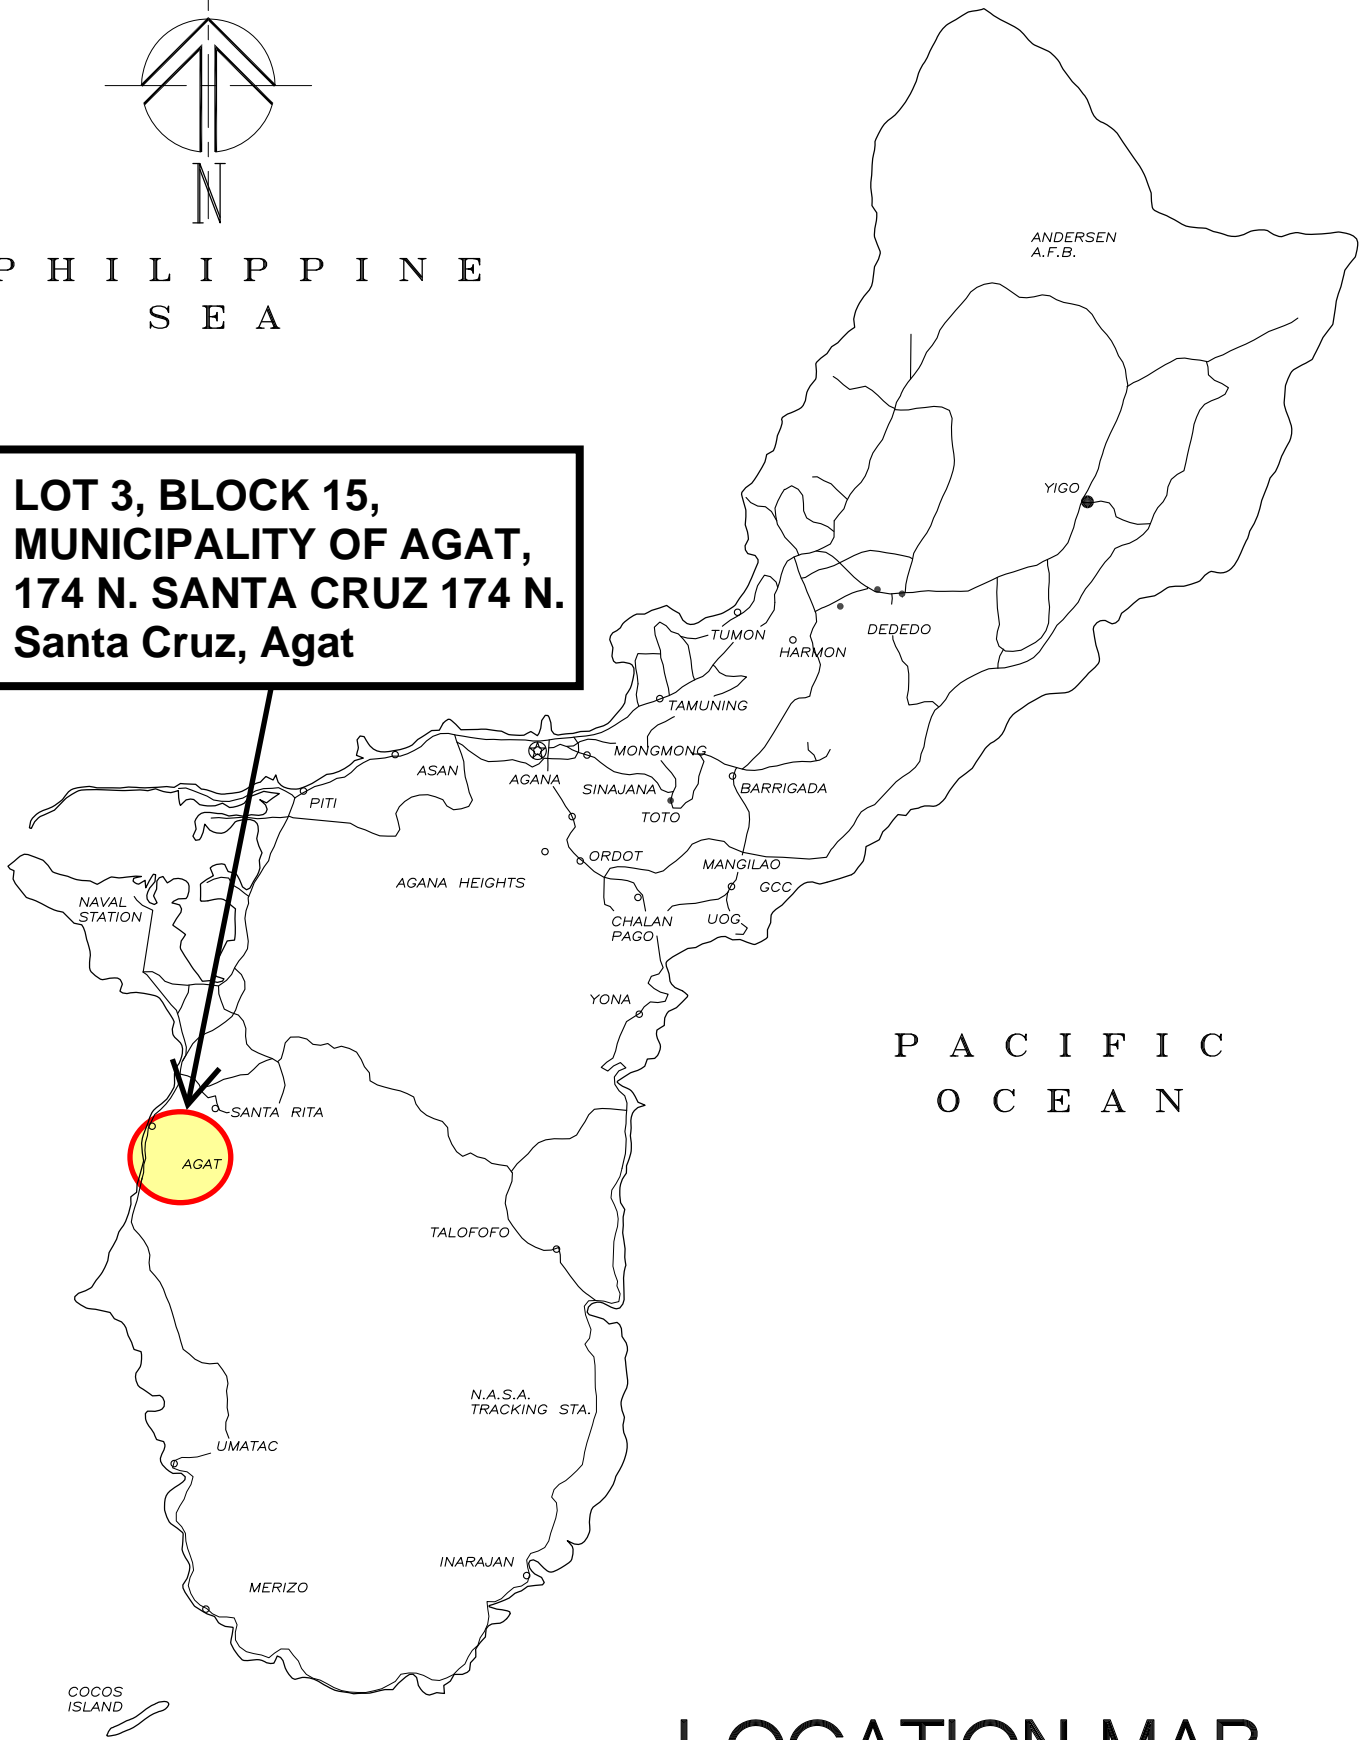 N
PHILIPPINE
SEA
ANDERSEN
A.F.B.
LOT 3, BLOCK 15,
MUNICIPALITY OF AGAT,
174 N. SANTA CRUZ 174 N.
Santa Cruz, Agat
YIGO
DEDEDO
TUMON
HARMON
TAMUNING
MONGMONG
ASAN
AGANA
SINAJANA
BARRIGADA
PITI
TOTO
ORDOT
MANGILAO
AGANA HEIGHTS
GCC
NAVAL
STATION
CHALAN
PAGO
UOG
YONA
PACIFIC
OCEAN
SANTA RITA
AGAT
TALOFOFO
N.A.S.A.
TRACKING STA.
UMATAC
INARAJAN
MERIZO
COCOS
ISLAND
LOCATION MAP